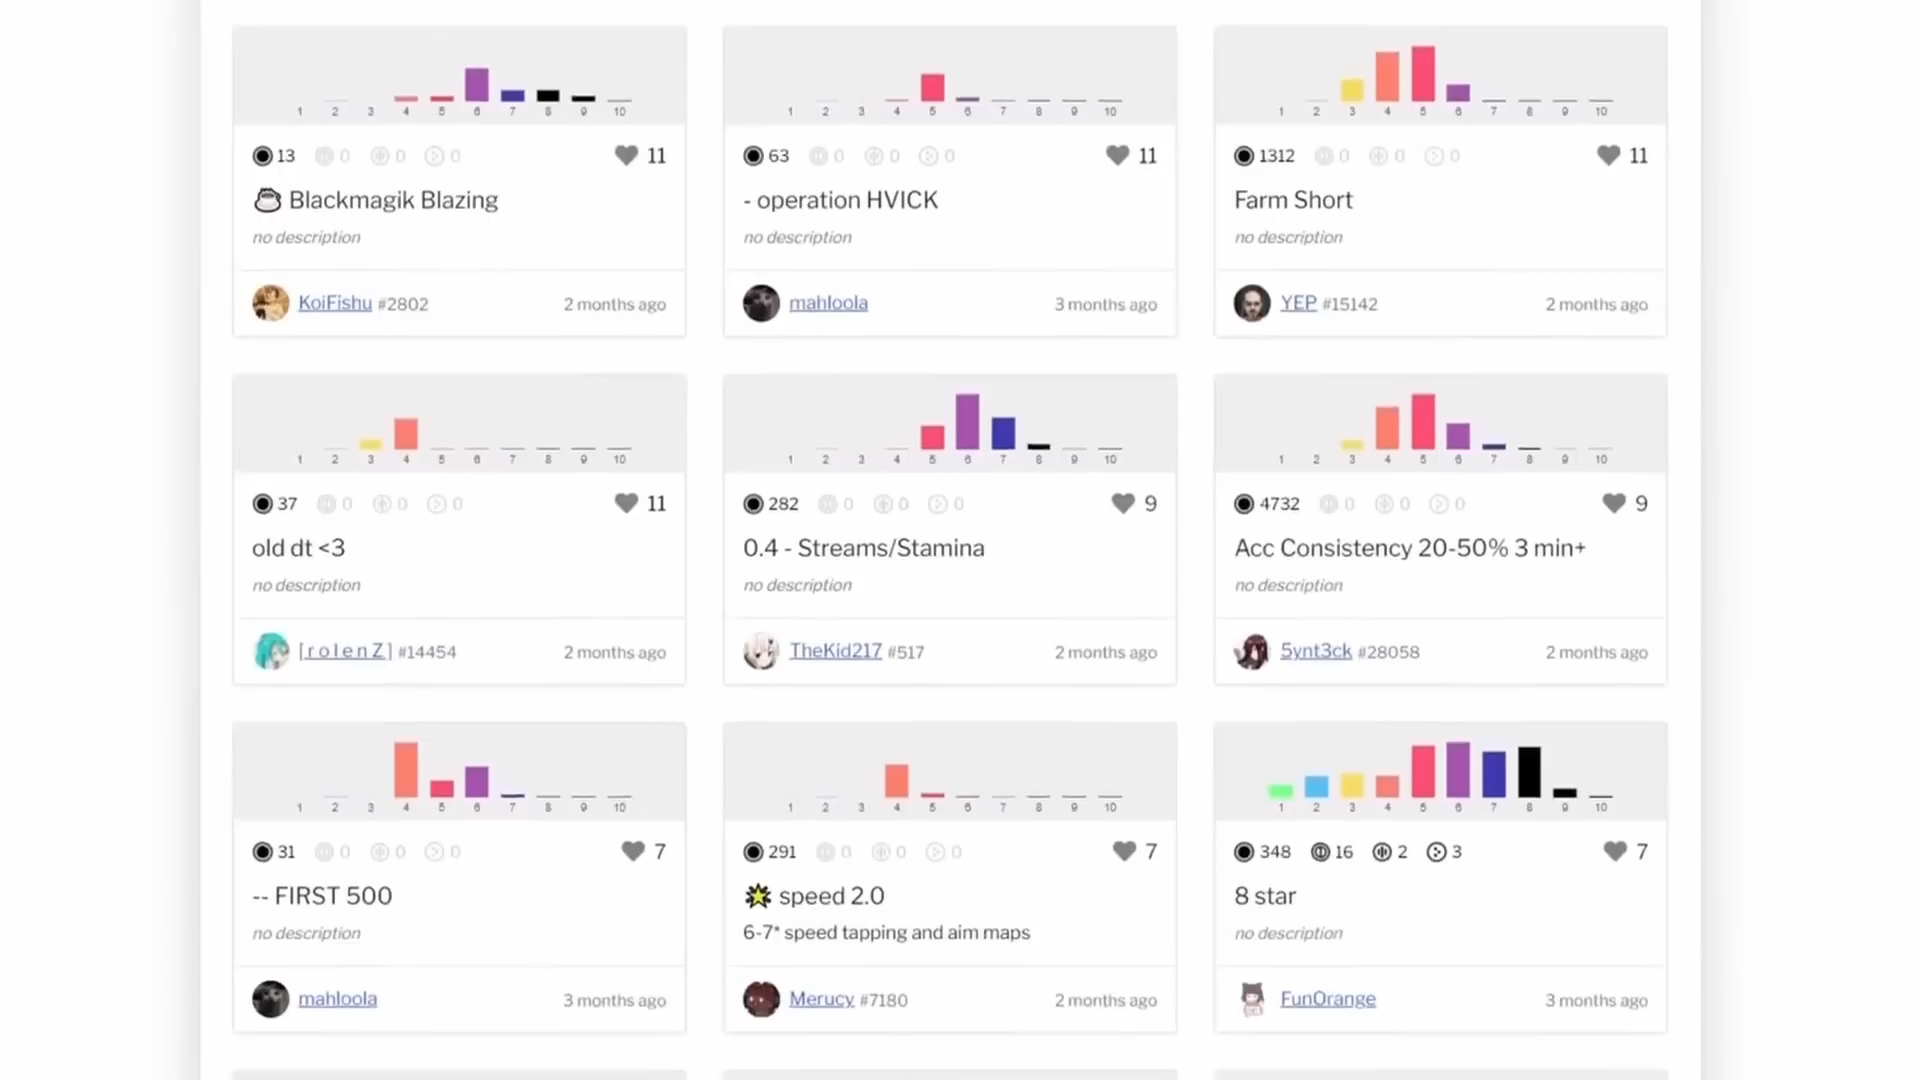 1 2 3 4 5 6 7 8 9 10
1 2 3 4 5 6 7 8 9 10
1 2 3 4 5 6 7 8 9 10
13 0 0 0 11
63 0 0 0 11
1312 0 0 0 11
Blackmagik Blazing
- operation HVICK
Farm Short
no description
no description
no description
KoiFishu #2802 2 months ago
mahloola 3 months ago
YEP #15142 2 months ago
1 2 3 4 5 6 7 8 9 10
1 2 3 4 5 6 7 8 9 10
1 2 3 4 5 6 7 8 9 10
37 0 0 0 11
282 0 0 0 9
4732 0 0 0 9
old dt <3
0.4 - Streams/Stamina
Acc Consistency 20-50% 3 min+
no description
no description
no description
[ r o l e n Z ] #14454 2 months ago
TheKid217 #517 2 months ago
5ynt3ck #28058 2 months ago
1 2 3 4 5 6 7 8 9 10
1 2 3 4 5 6 7 8 9 10
1 2 3 4 5 6 7 8 9 10
31 0 0 0 7
291 0 0 0 7
348 16 2 3 7
-- FIRST 500
speed 2.0
8 star
no description
6-7* speed tapping and aim maps
no description
mahloola 3 months ago
Merucy #7180 2 months ago
FunOrange 3 months ago